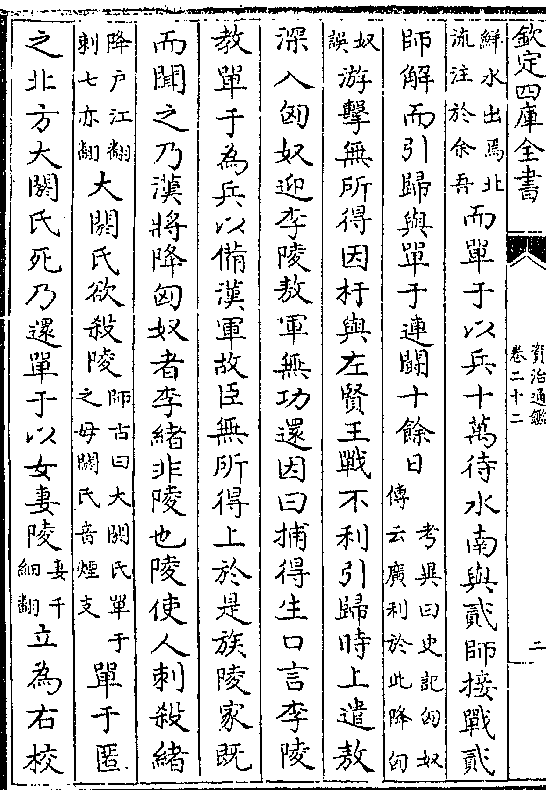 欽定四庫全書
資治通鑑
卷二十二
二
鮮水出焉北
流注於余吾
而單于以兵十萬待水南與貳師接戰貳
師解而引歸與單于連鬬十餘日
考異曰史記匈奴
傳云廣利於此降匈
奴
誤
游擊無所得因杅與左賢王戰不利引歸時上遣敖
深入匈奴迎李陵敖軍無功還因曰捕得生口言李陵
教單于為兵以備漢軍故臣無所得上於是族陵家既
而聞之乃漢將降匈奴者李緒非陵也陵使人刺殺緒
降戶江翻
刺七亦翻
大閼氏欲殺陵
師古曰大閼氏單于
之母閼氏音煙支
單于匿
之北方大閼氏死乃還單于以女妻陵
妻千
細翻
立為右校